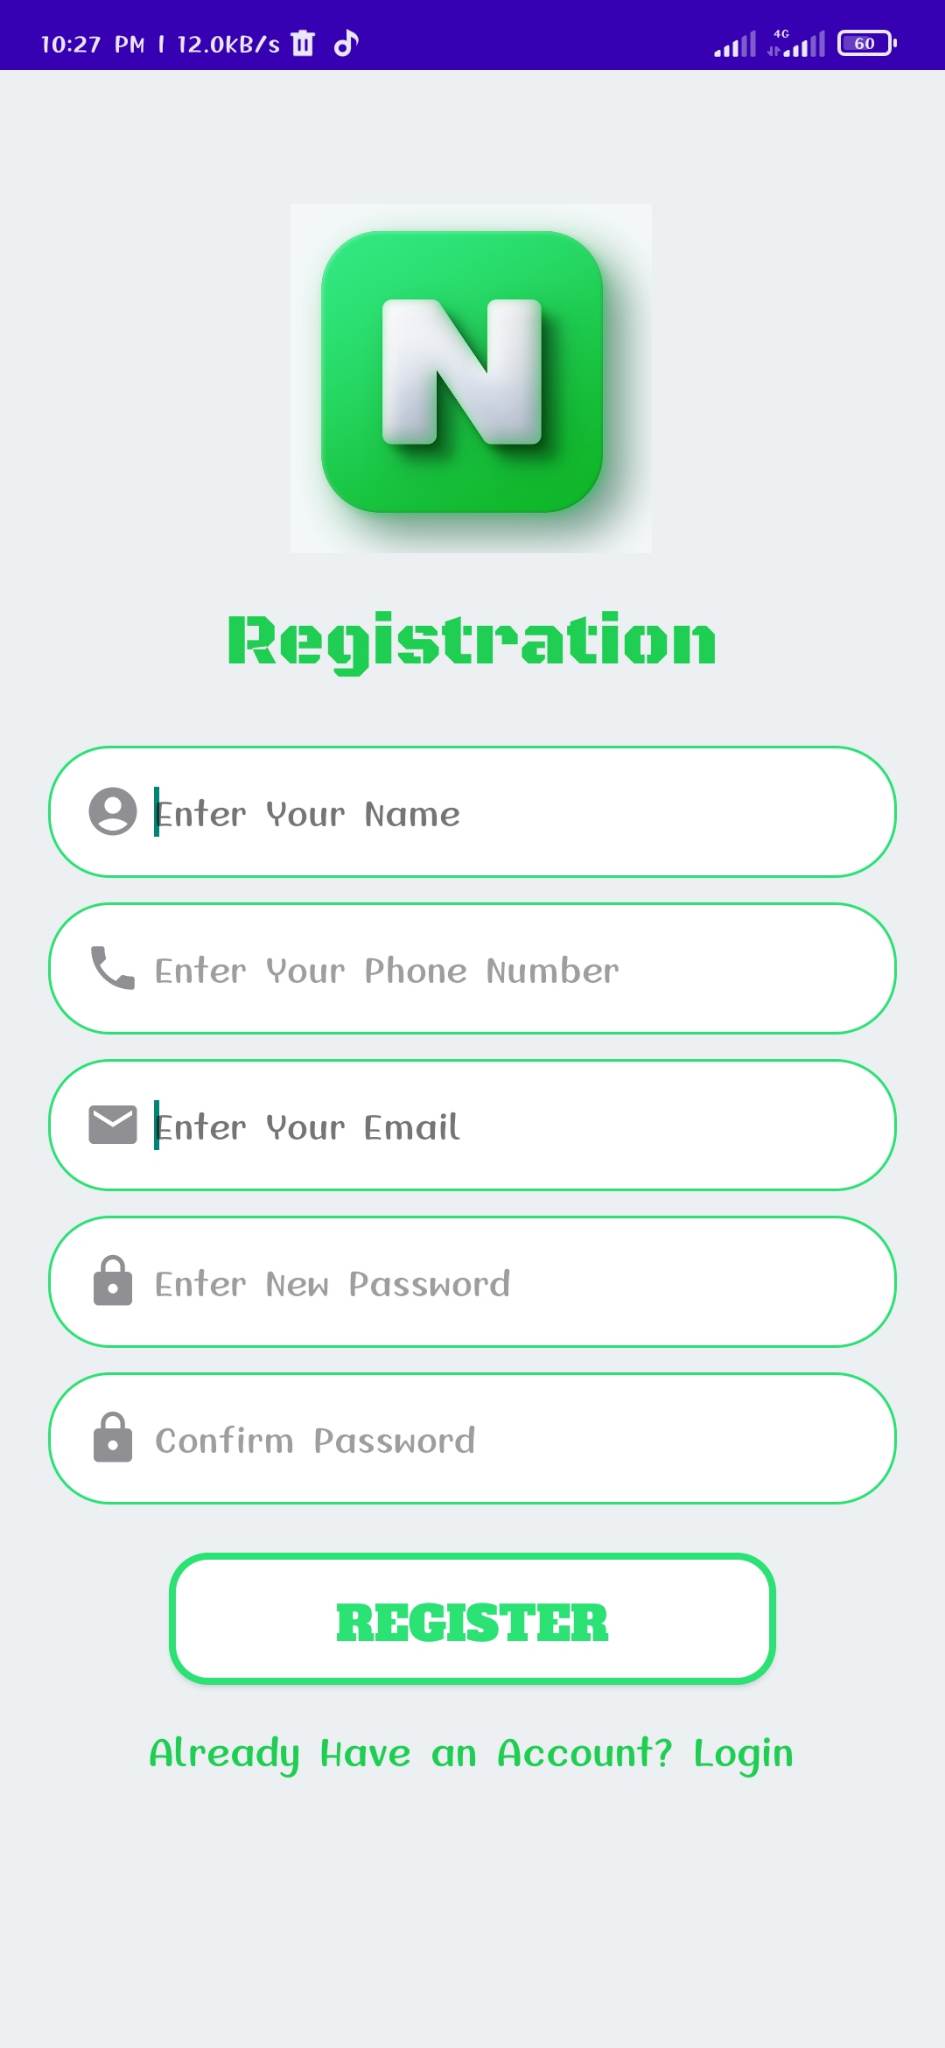 10:27 PM | 12.0KB/s
4G
60
N
Registration
Enter Your Name
Enter Your Phone Number
Enter Your Email
Enter New Password
Confirm Password
REGISTER
Already Have an Account? Login